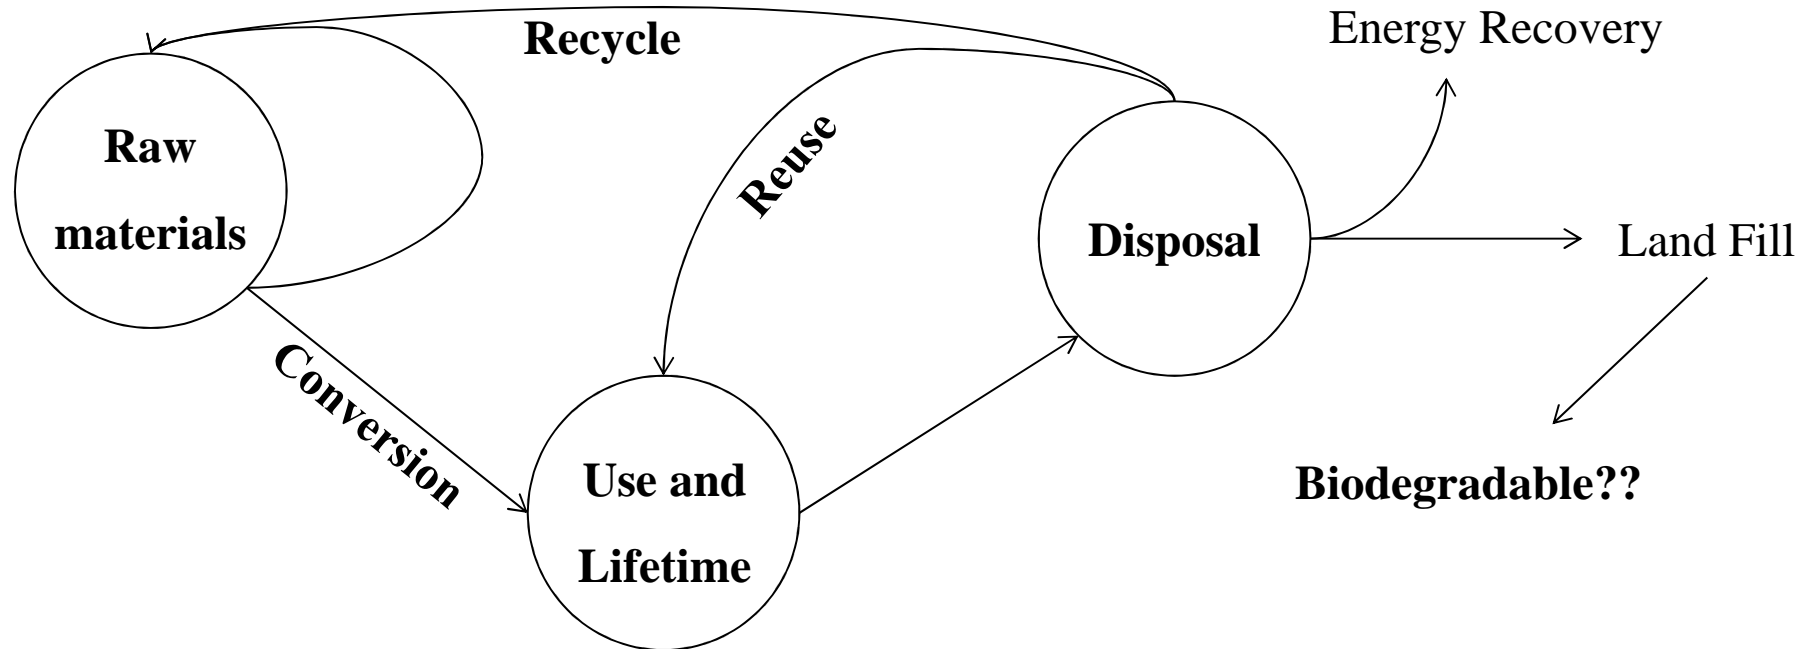 Recycle
Energy Recovery
Raw
materials
Reuse
Disposal
Land Fill
Conversion
Use and
Lifetime
Biodegradable??